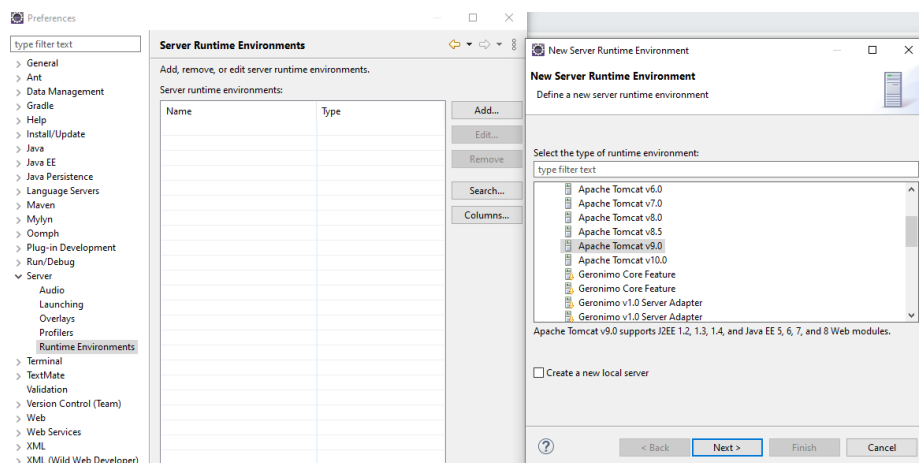 Preferences
type filter text
General
Ant
Data Management
Gradle
Help
Install/Update
Java
Java EE
Java Persistence
Language Servers
Maven
Mylyn
Oomph
Plug-in Development
Run/Debug
Server
Audio
Launching
Overlays
Profilers
Runtime Environments
Terminal
TextMate
Validation
Version Control (Team)
Web
Web Services
XML
XML (Wild Web Developer)
Server Runtime Environments
Add, remove, or edit server runtime environments.
Server runtime environments:
Name Type
Add...
Edit...
Remove
Search...
Columns...
New Server Runtime Environment
New Server Runtime Environment
Define a new server runtime environment
Select the type of runtime environment:
type filter text
Apache Tomcat v6.0
Apache Tomcat v7.0
Apache Tomcat v8.0
Apache Tomcat v8.5
Apache Tomcat v9.0
Apache Tomcat v10.0
Geronimo Core Feature
Geronimo Core Feature
Geronimo v1.0 Server Adapter
Geronimo v1.0 Server Adapter
Apache Tomcat v9.0 supports J2EE 1.2, 1.3, 1.4, and Java EE 5, 6, 7, and 8 Web modules.
Create a new local server
? < Back Next > Finish Cancel